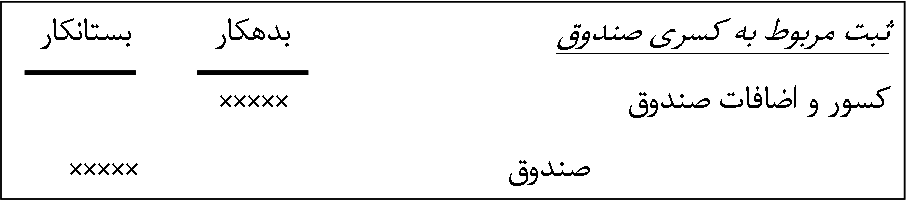 ثبت مربوط به کسری صندوق بدهکار بستانکار
کسور و اضافات صندوق ×××××
صندوق ×××××